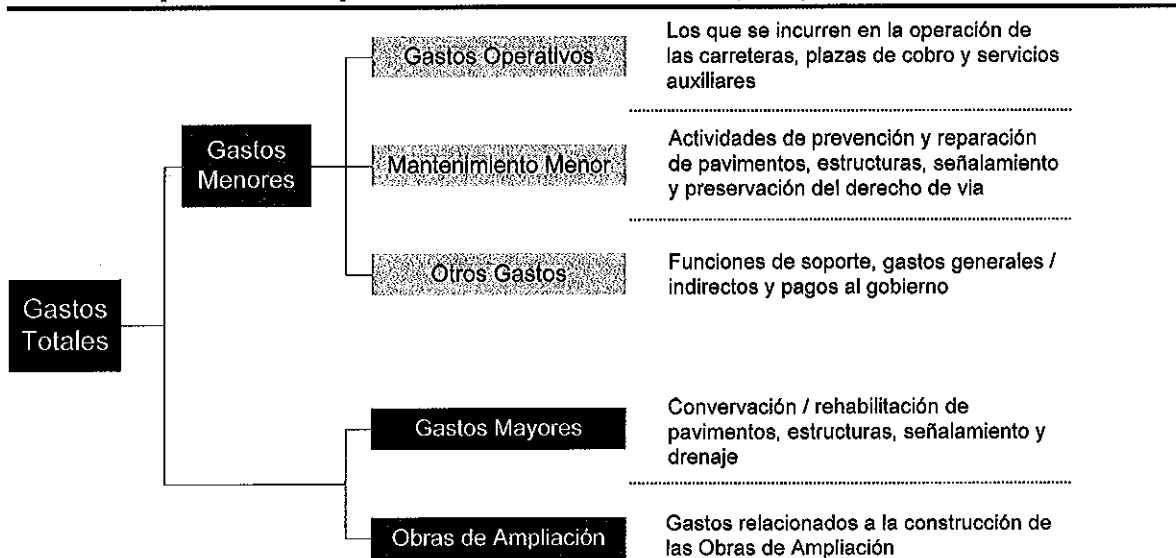 Gastos Operativos
Los que se incurren en la operación de
las carreteras, plazas de cobro y servicios
auxiliares
Gastos
Menores
Mantenimiento Menor
Actividades de prevención y reparación
de pavimentos, estructuras, señalamiento
y preservación del derecho de via
Otros Gastos
Funciones de soporte, gastos generales /
indirectos y pagos al gobierno
Gastos
Totales
Gastos Mayores
Convervación / rehabilitación de
pavimentos, estructuras, señalamiento y
drenaje
Obras de Ampliación
Gastos relacionados a la construcción de
las Obras de Ampliación